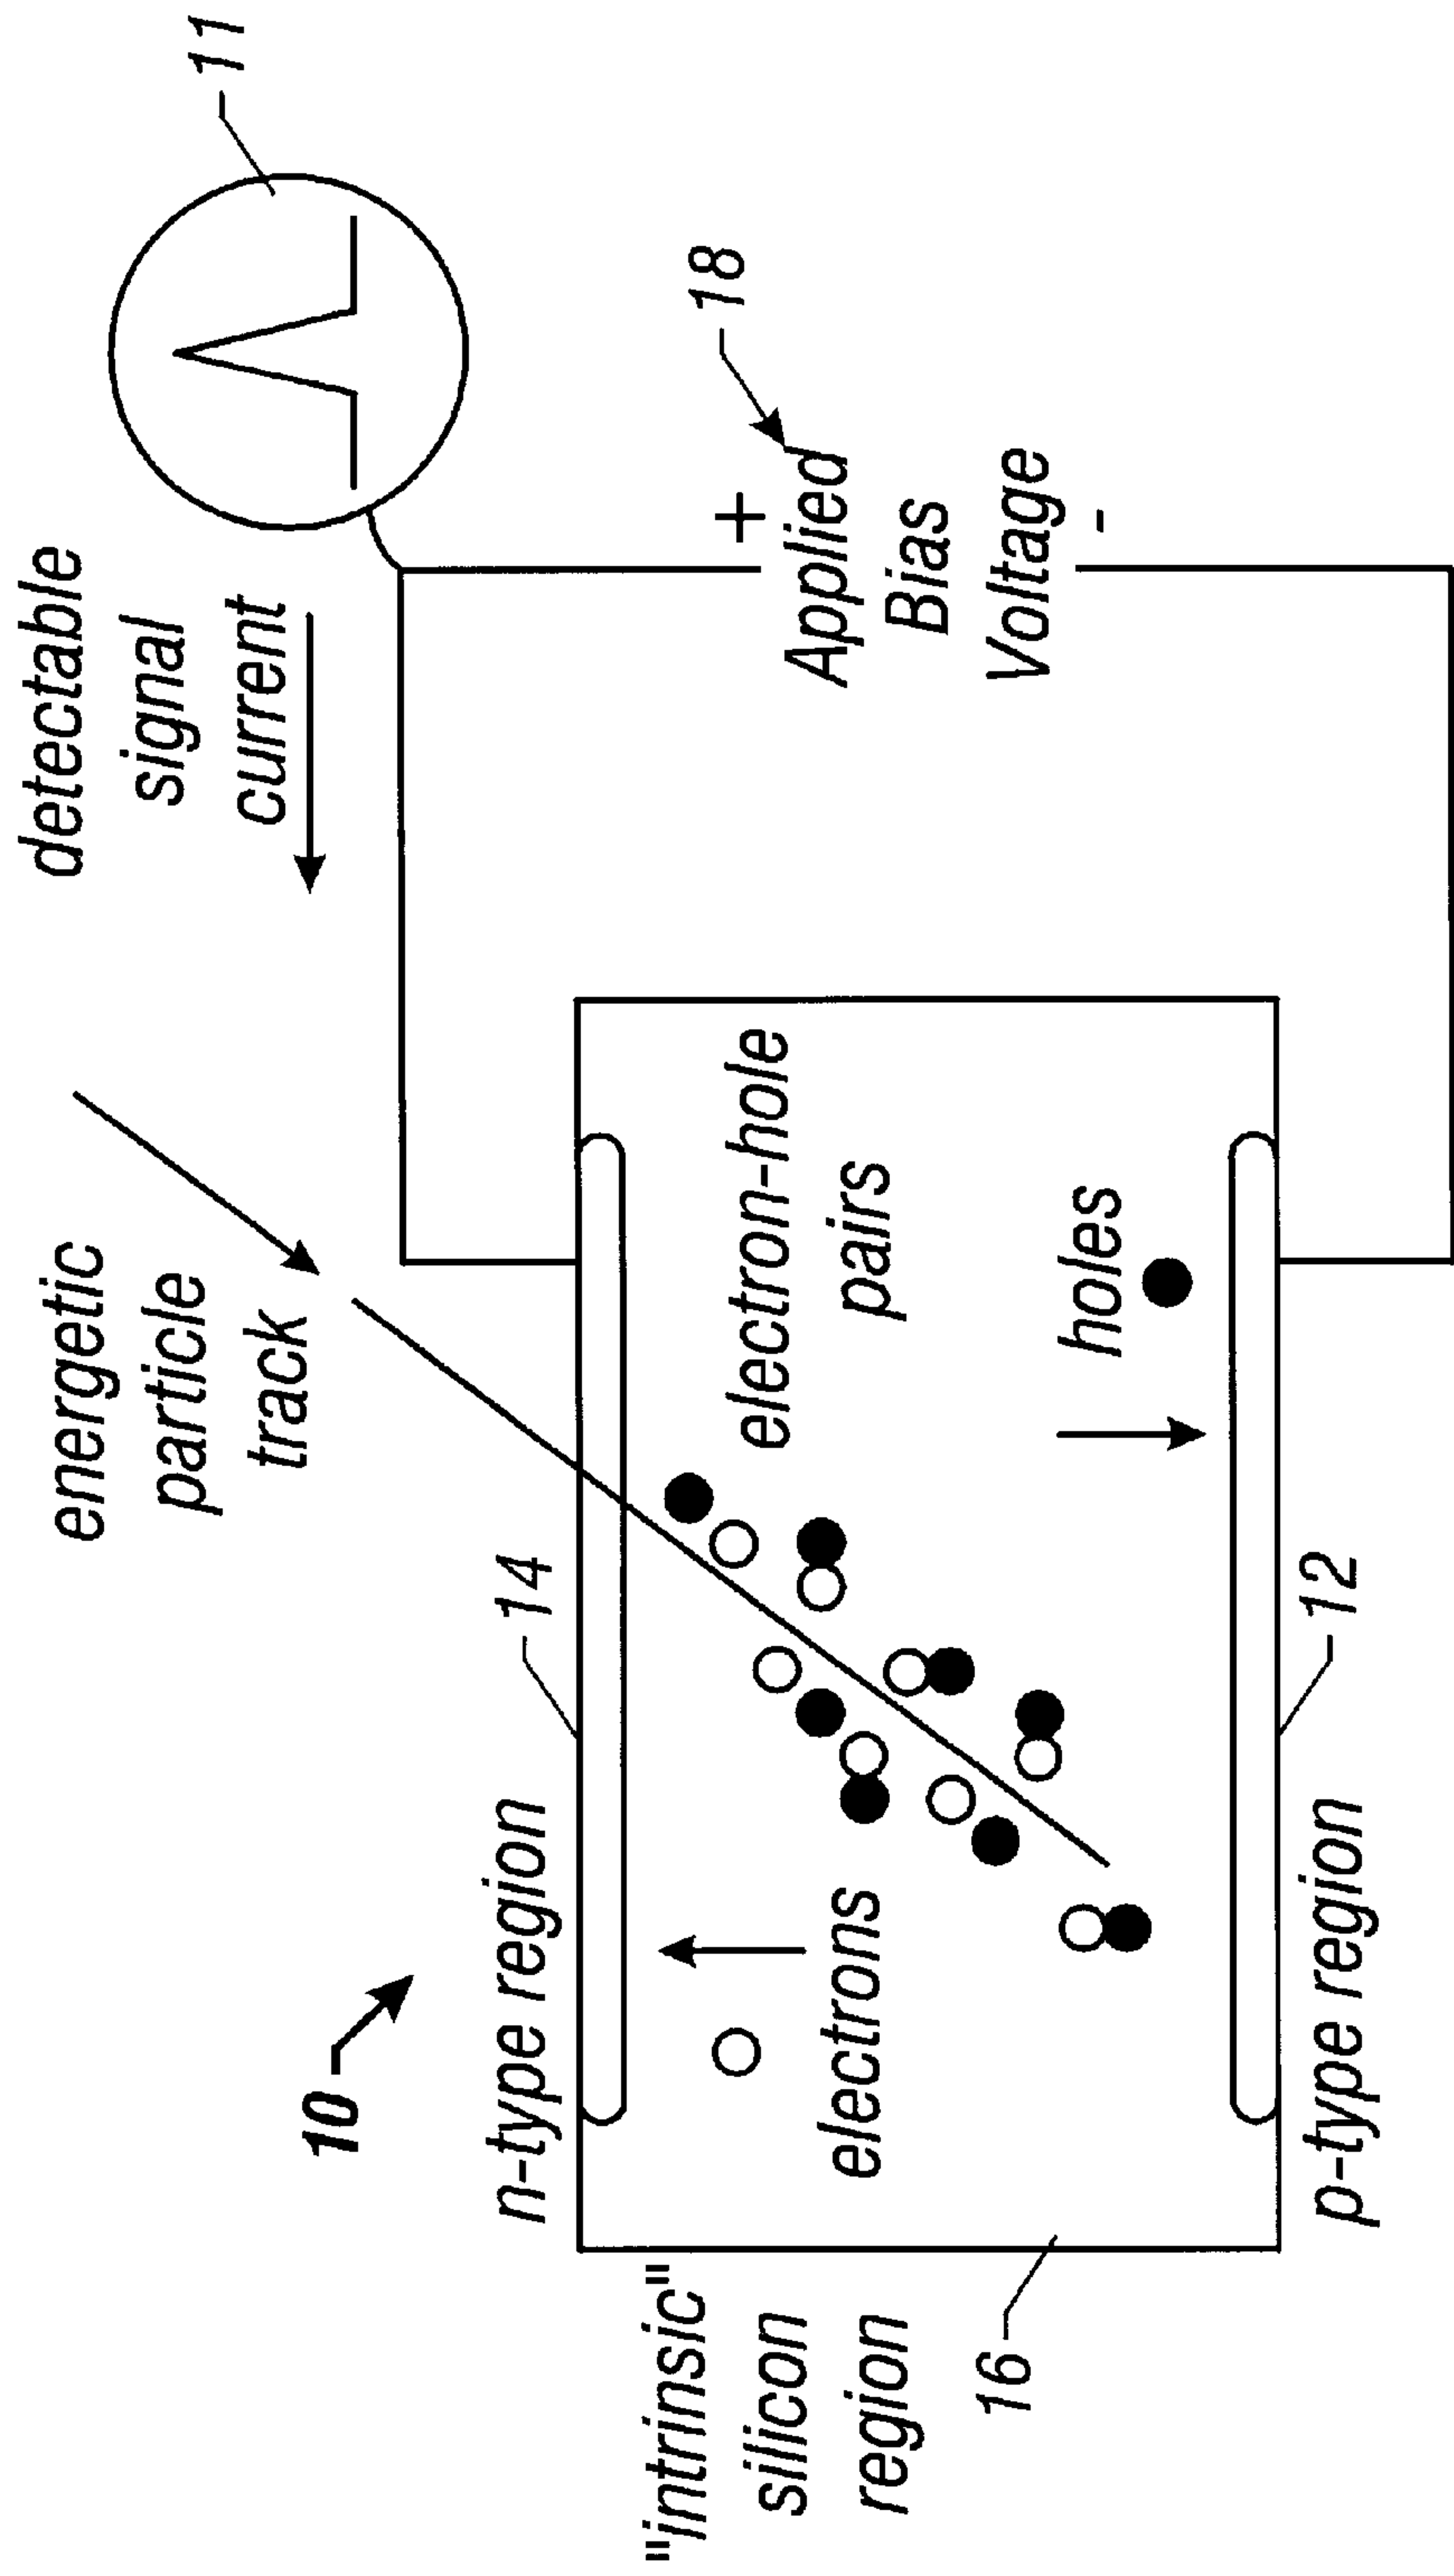 energetic
particle
track
detectable
signal
current
11
10
n-type region
14
"intrinsic"
silicon
region
16
electrons
electron-hole
pairs
holes
+
Applied
Bias
Voltage
-
18
p-type region
12